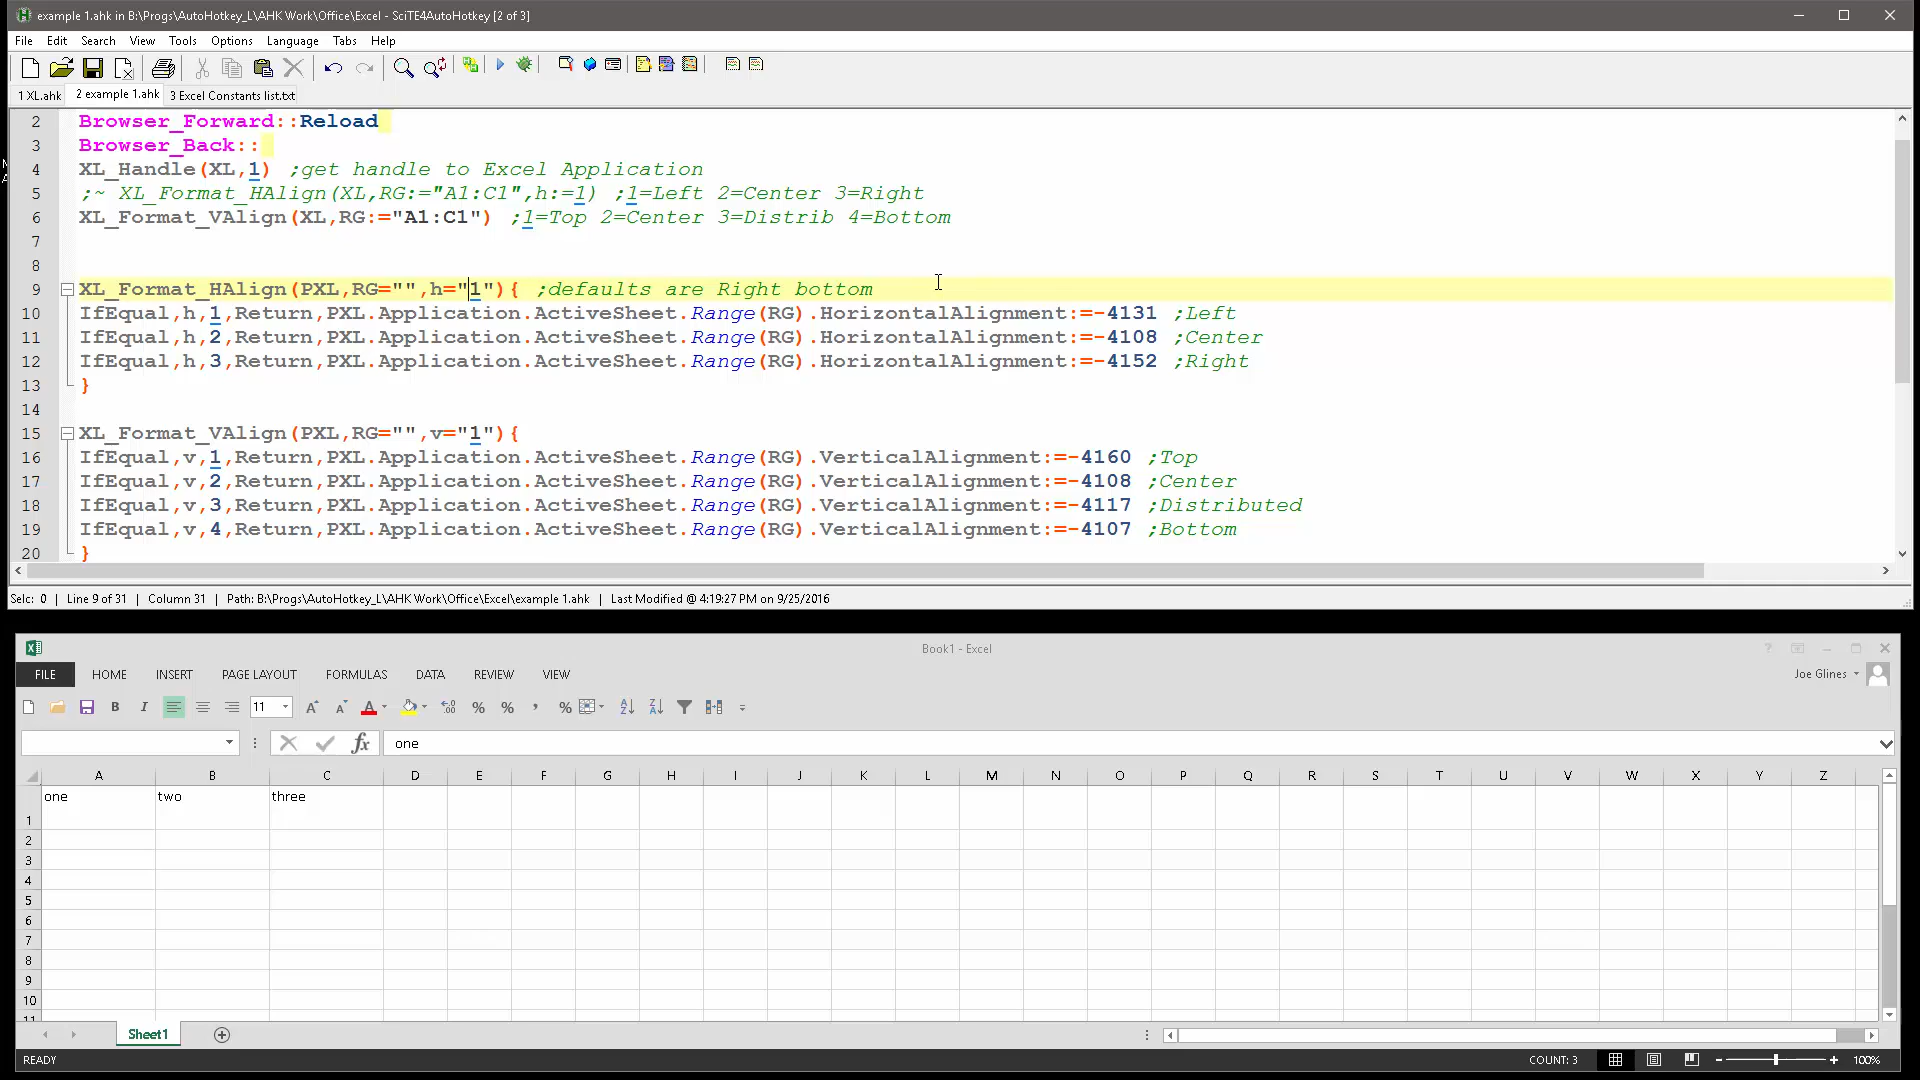 example 1.ahk in B:\Progs\AutoHotkey_L\AHK Work\Office\Excel - SciTE4AutoHotkey [2 of 3]
File Edit Search View Tools Options Language Tabs Help
1 XL.ahk 2 example 1.ahk 3 Excel Constants list.txt
2 Browser_Forward::Reload
3 Browser_Back::
4 XL_Handle(XL,1) ;get handle to Excel Application
5 ;~ XL_Format_HAlign(XL,RG:="A1:C1",h:=1) ;1=Left 2=Center 3=Right
6 XL_Format_VAlign(XL,RG:="A1:C1") ;1=Top 2=Center 3=Distrib 4=Bottom
7
8
9 XL_Format_HAlign(PXL,RG="",h="1"){ ;defaults are Right bottom
10 IfEqual,h,1,Return,PXL.Application.ActiveSheet.Range(RG).HorizontalAlignment:=-4131 ;Left
11 IfEqual,h,2,Return,PXL.Application.ActiveSheet.Range(RG).HorizontalAlignment:=-4108 ;Center
12 IfEqual,h,3,Return,PXL.Application.ActiveSheet.Range(RG).HorizontalAlignment:=-4152 ;Right
13 }
14
15 XL_Format_VAlign(PXL,RG="",v="1"){
16 IfEqual,v,1,Return,PXL.Application.ActiveSheet.Range(RG).VerticalAlignment:=-4160 ;Top
17 IfEqual,v,2,Return,PXL.Application.ActiveSheet.Range(RG).VerticalAlignment:=-4108 ;Center
18 IfEqual,v,3,Return,PXL.Application.ActiveSheet.Range(RG).VerticalAlignment:=-4117 ;Distributed
19 IfEqual,v,4,Return,PXL.Application.ActiveSheet.Range(RG).VerticalAlignment:=-4107 ;Bottom
20 }
Selc: 0 | Line 9 of 31 | Column 31 | Path: B:\Progs\AutoHotkey_L\AHK Work\Office\Excel\example 1.ahk | Last Modified @ 4:19:27 PM on 9/25/2016
Book1 - Excel
FILE HOME INSERT PAGE LAYOUT FORMULAS DATA REVIEW VIEW Joe Glines
B I 11 A A A % % , %
fx one
A B C D E F G H I J K L M N O P Q R S T U V W X Y Z
one two three
1
2
3
4
5
6
7
8
9
10
11
Sheet1
READY COUNT: 3 100%